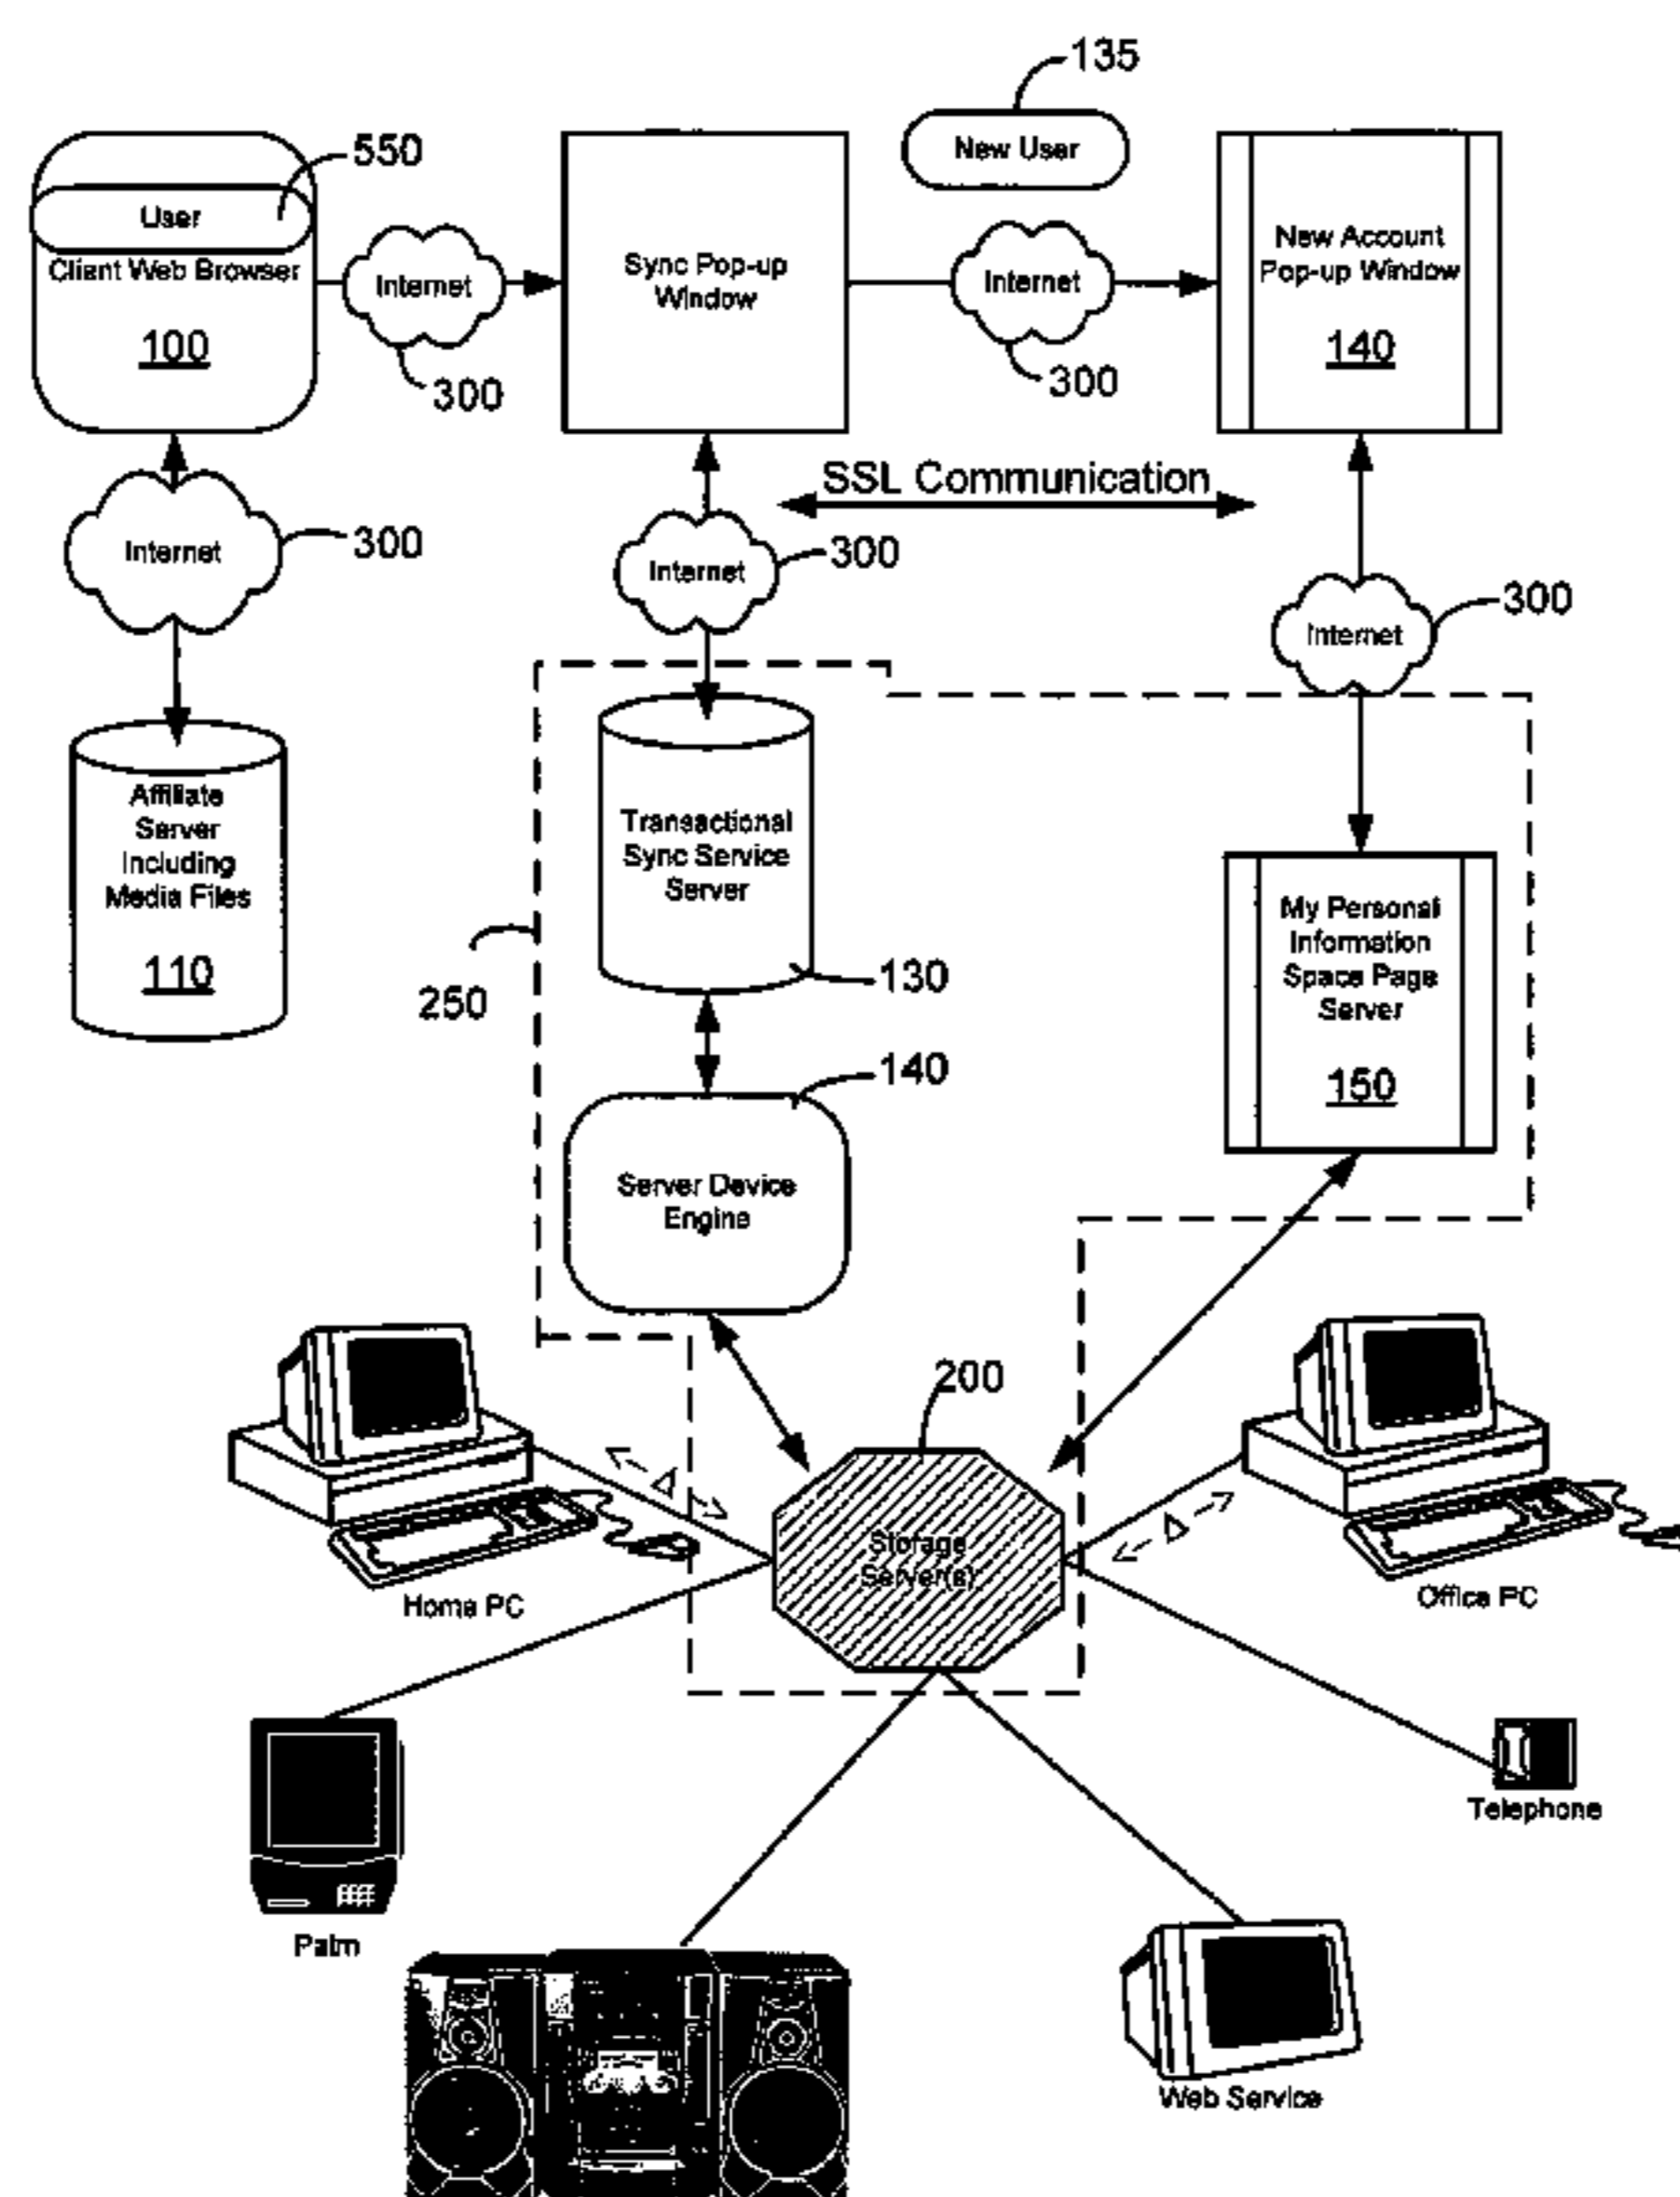 135
New User
550
User
Client Web Browser
100
Internet
300
Sync Pop-up
Window
Internet
300
New Account
Pop-up Window
140
SSL Communication
Internet
300
Internet
300
Internet
300
Affiliate
Server
Including
Media Files
110
Transactional
Sync Service
Server
130
250
My Personal
Information
Space Page
Server
150
140
Server Device
Engine
200
Storage
Server(s)
Δ
Δ
Home PC
Office PC
Telephone
Palm
Web Service